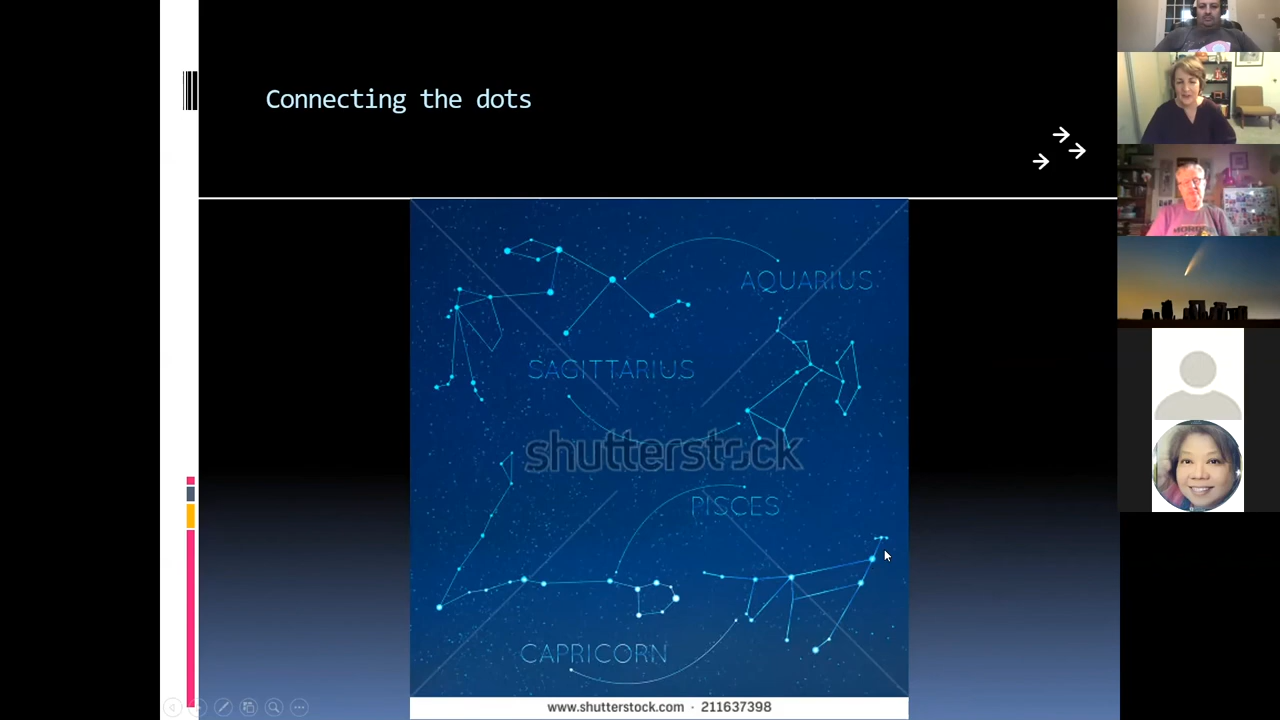 Connecting the dots
AQUARIUS
SAGITTARIUS
shutterstock
PISCES
CAPRICORN
www.shutterstock.com · 211637398